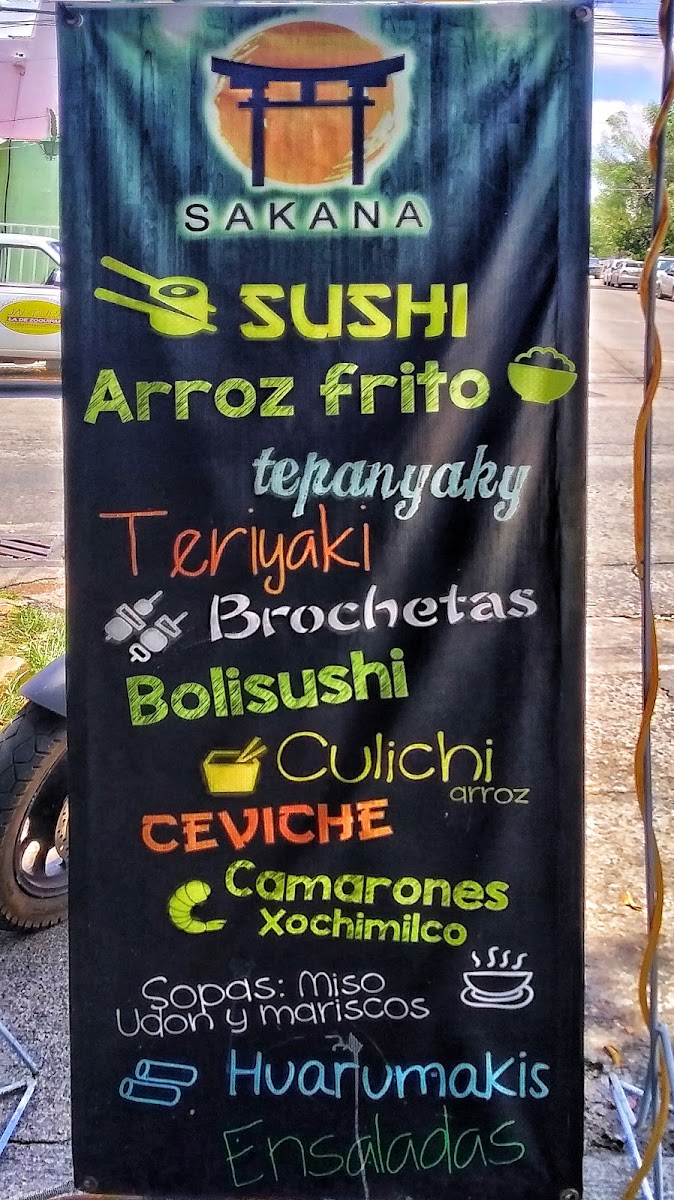 SAKANA
SUSHI
Arroz frito
tepanyaky
Teriyaki
Brochetas
Bolisushi
Culichi
arroz
CEVICHE
Camarones
Xochimilco
Sopas: Miso
Udon y mariscos
Huarumakis
Ensaladas